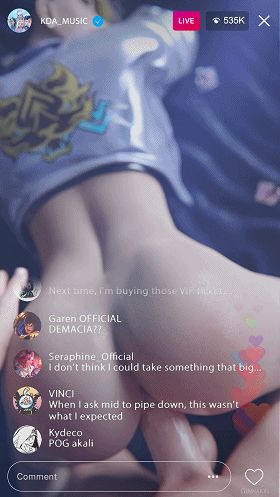 KDA_MUSIC
LIVE
535K
Next time, i'm buying those VIP ticket...
Garen OFFICIAL
DEMACIA??
Seraphine_Official
I don't think I could take something that big...
VINCI
When I ask mid to pipe down, this wasn't
what I expected
Kydeco
POG akali
Comment